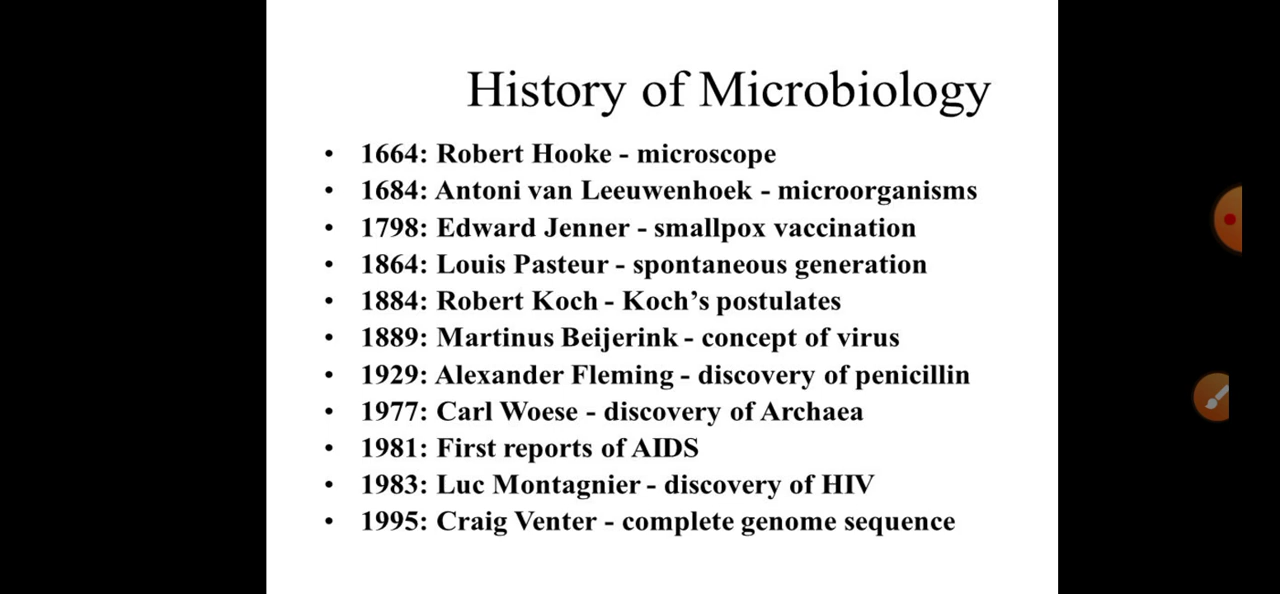 History of Microbiology
• 1664: Robert Hooke - microscope
• 1684: Antoni van Leeuwenhoek - microorganisms
• 1798: Edward Jenner - smallpox vaccination
• 1864: Louis Pasteur - spontaneous generation
• 1884: Robert Koch - Koch’s postulates
• 1889: Martinus Beijerink - concept of virus
• 1929: Alexander Fleming - discovery of penicillin
• 1977: Carl Woese - discovery of Archaea
• 1981: First reports of AIDS
• 1983: Luc Montagnier - discovery of HIV
• 1995: Craig Venter - complete genome sequence